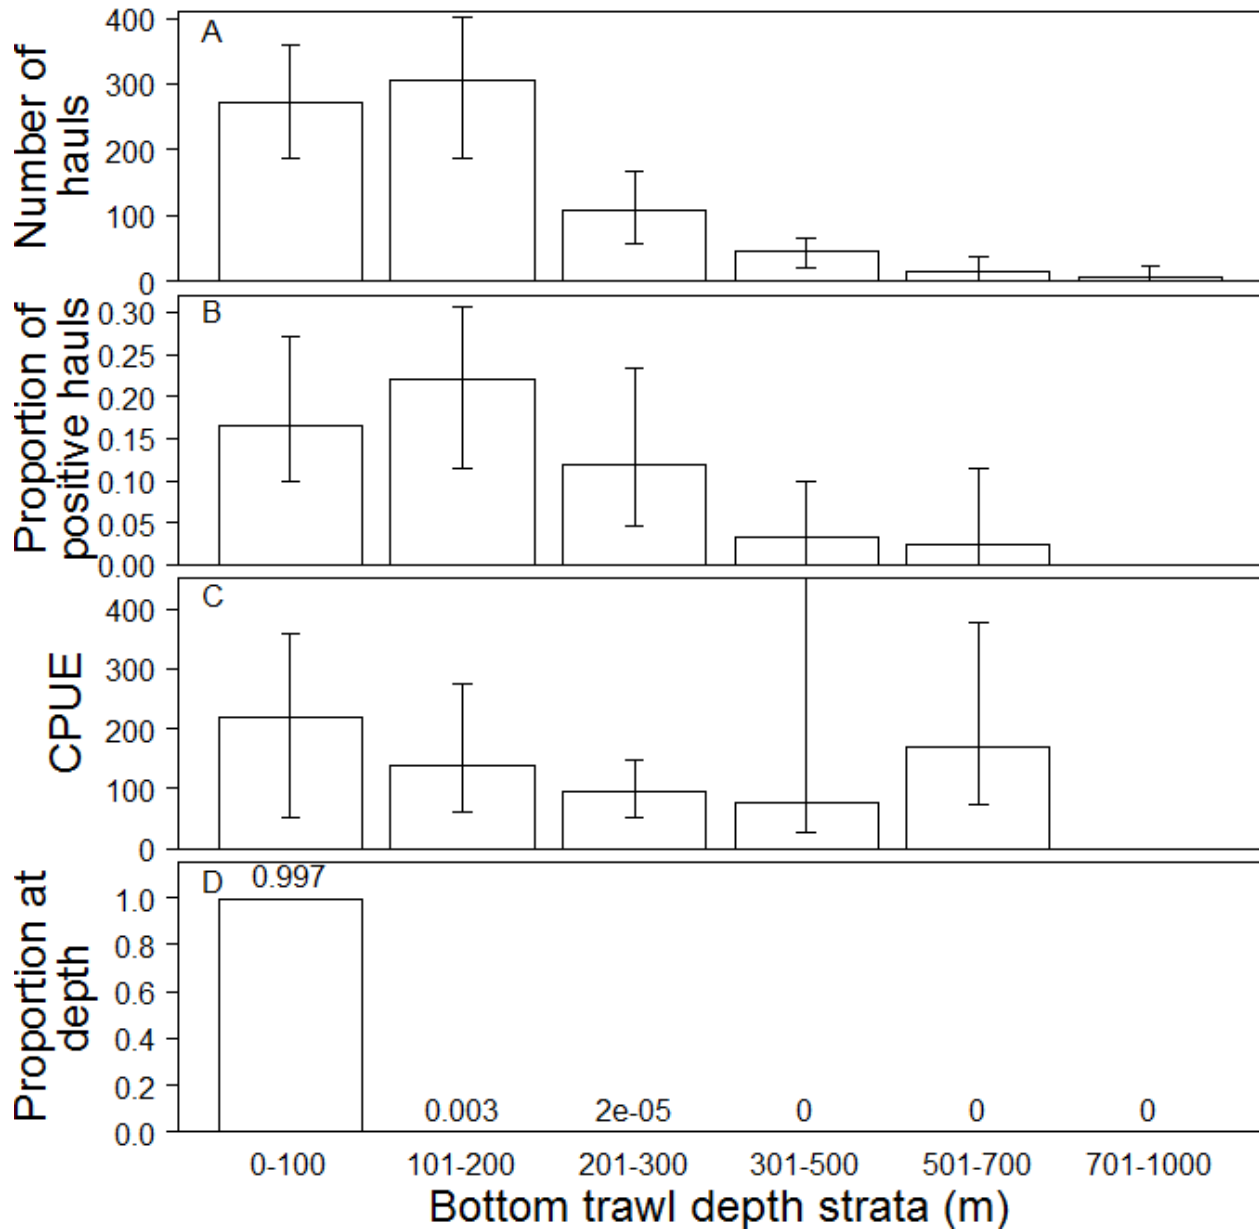 A
Number of
hauls
400
300
200
100
0
B
Proportion of
positive hauls
0.30
0.25
0.20
0.15
0.10
0.05
0.00
C
CPUE
400
300
200
100
0
D
Proportion at
depth
1.0
0.8
0.6
0.4
0.2
0.0
0.997
0.003 2e-05 0 0 0
0-100 101-200 201-300 301-500 501-700 701-1000
Bottom trawl depth strata (m)